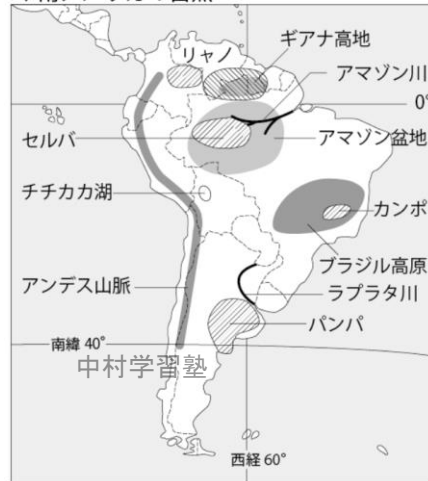 リャノ
ギアナ高地
アマゾン川
0°
セルバ
アマゾン盆地
チチカカ湖
カンポ
ブラジル高原
アンデス山脈
ラプラタ川
パンパ
南緯 40°
中村学習塾
西経 60°